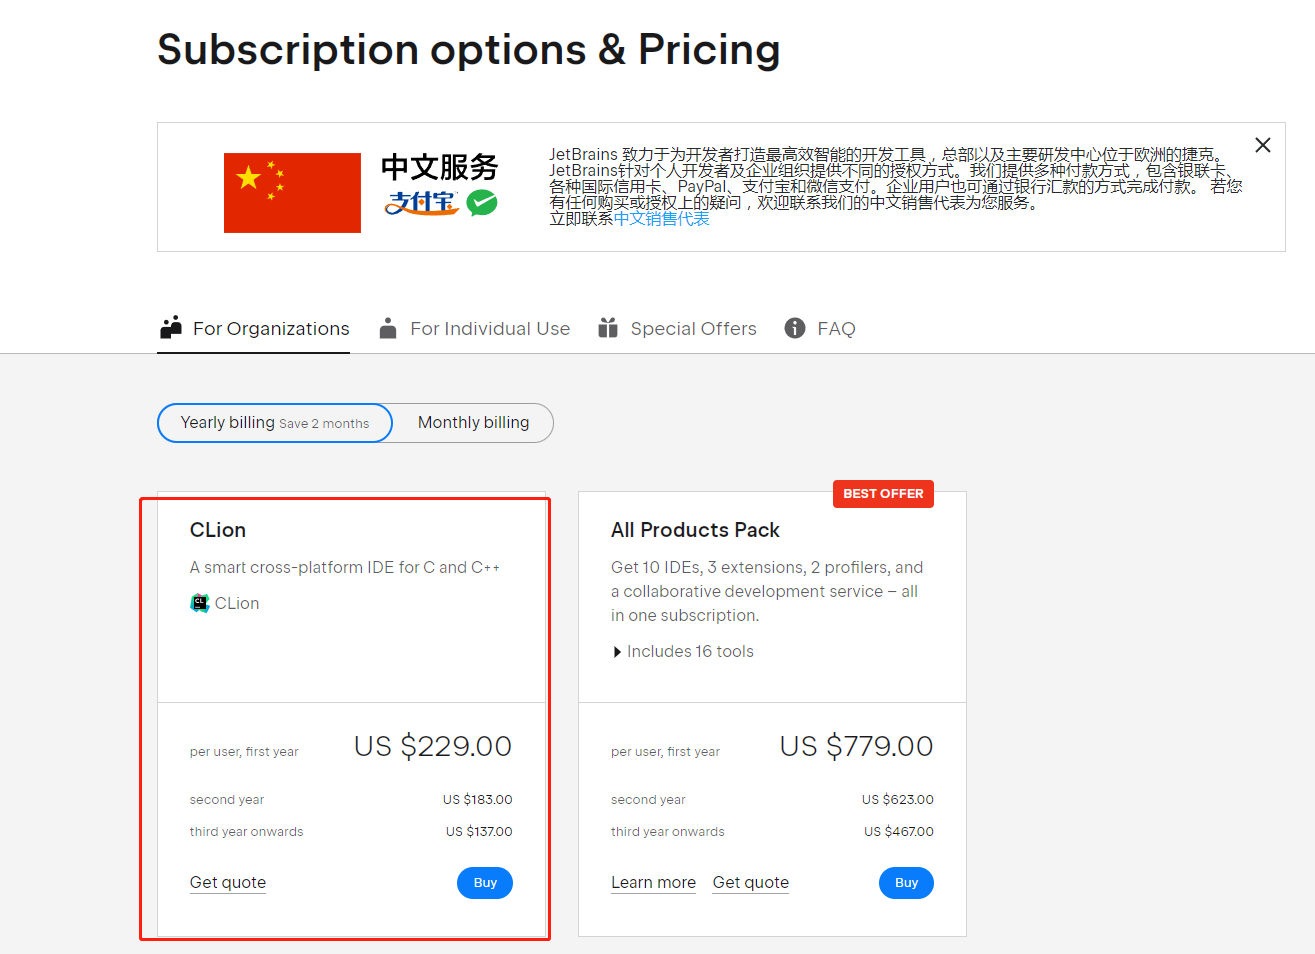 Subscription options & Pricing
中文服务
支付宝
JetBrains 致力于为开发者打造最高效智能的开发工具，总部以及主要研发中心位于欧洲的捷克。
JetBrains针对个人开发者及企业组织提供不同的授权方式。我们提供多种付款方式，包含银联卡、
各种国际信用卡、PayPal、支付宝和微信支付。企业用户也可通过银行汇款的方式完成付款。 若您
有任何购买或授权上的疑问，欢迎联系我们的中文销售代表为您服务。
立即联系中文销售代表
For Organizations
For Individual Use
Special Offers
FAQ
Yearly billing Save 2 months
Monthly billing
CLion
A smart cross-platform IDE for C and C++
CL
CLion
per user, first year US $229.00
second year US $183.00
third year onwards US $137.00
Get quote
Buy
BEST OFFER
All Products Pack
Get 10 IDEs, 3 extensions, 2 profilers, and
a collaborative development service – all
in one subscription.
Includes 16 tools
per user, first year US $779.00
second year US $623.00
third year onwards US $467.00
Learn more Get quote
Buy